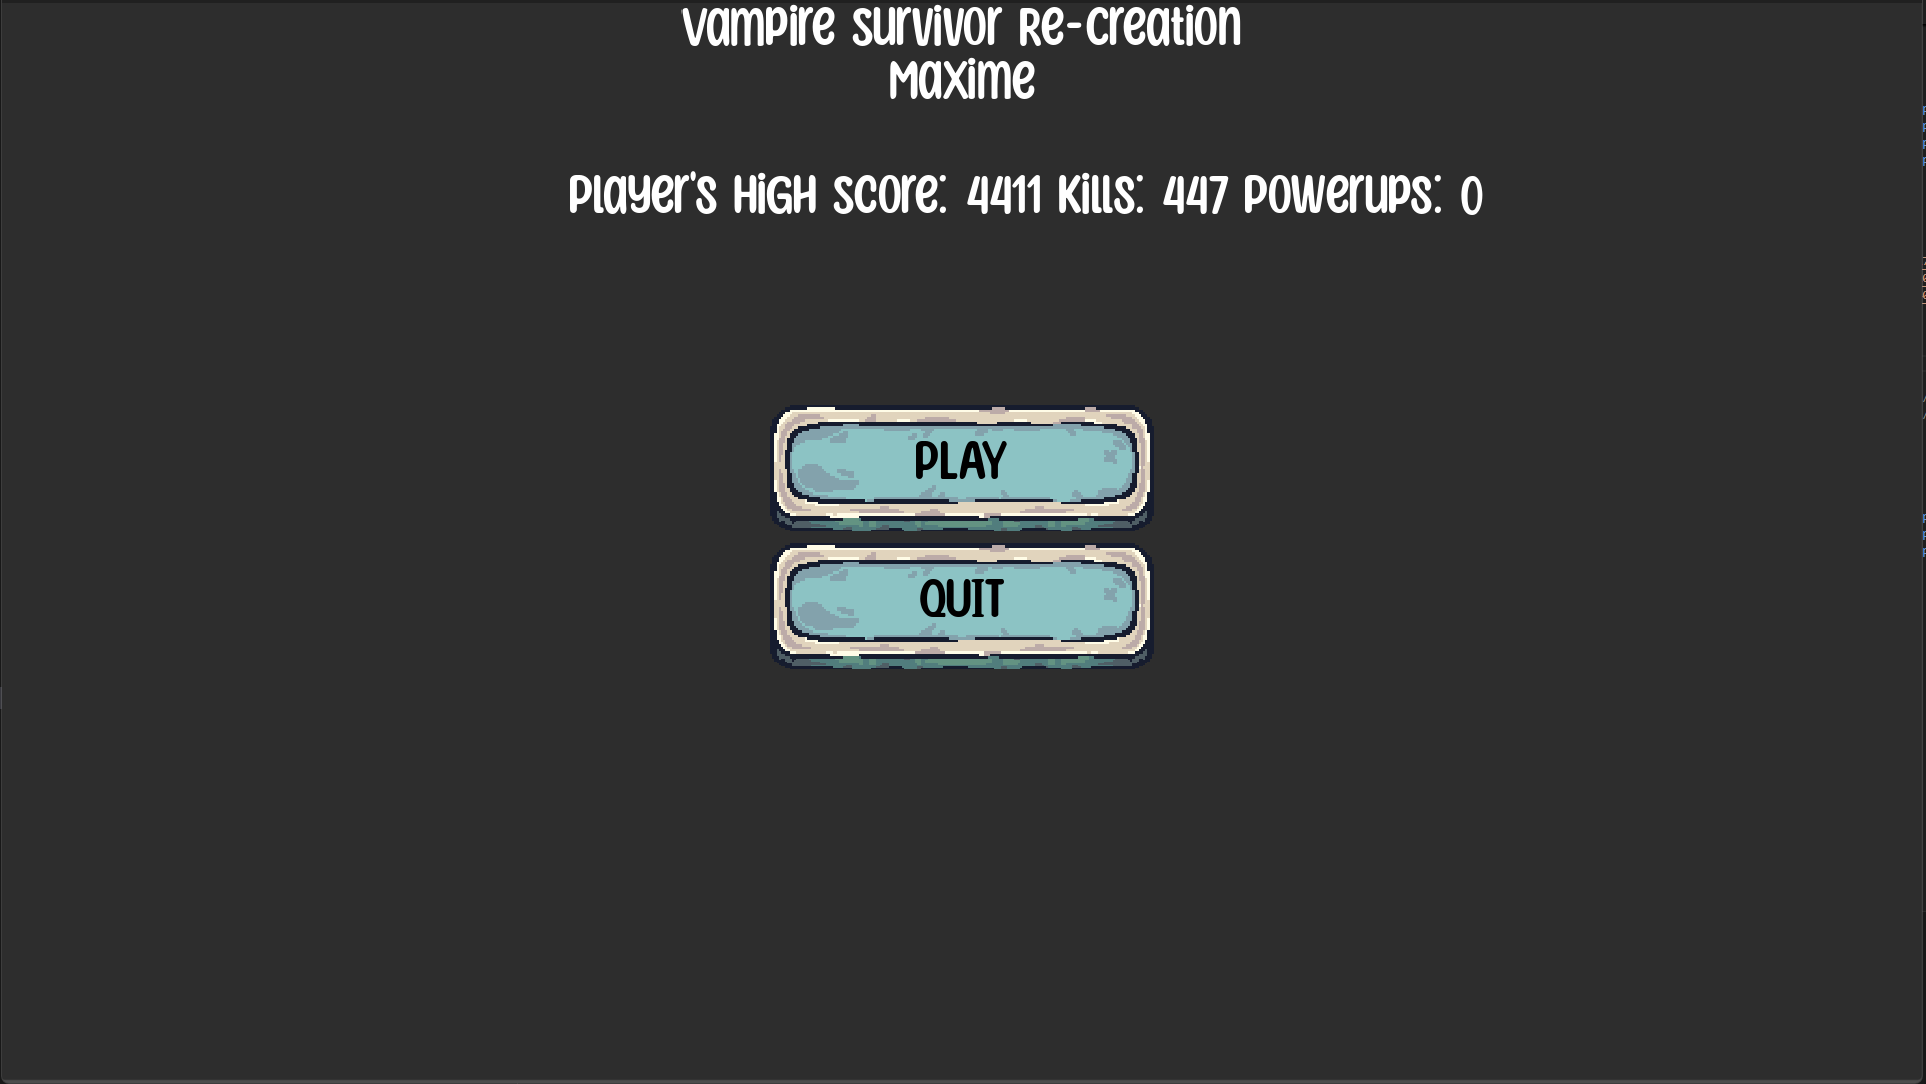 Vampire Survivor Re-Creation
Maxime
Player's High Score: 4411 Kills: 447 Powerups: 0
PLAY
QUIT